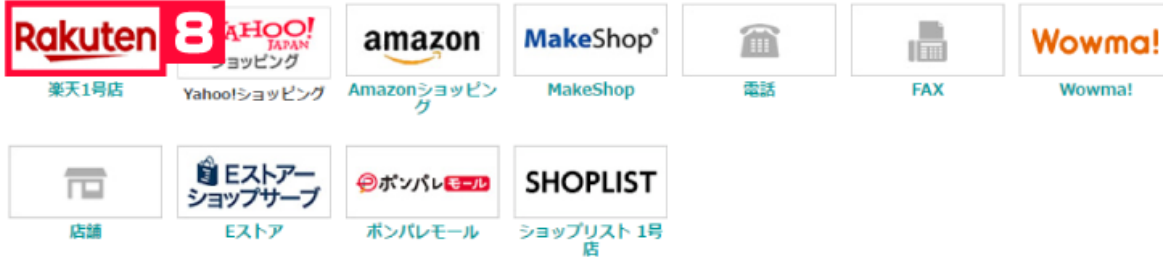 Rakuten
8
YAHOO!
JAPAN
ショッピング
amazon
MakeShop®
Wowma!
楽天1号店
Yahoo!ショッピング
Amazonショッピン
グ
MakeShop
電話
FAX
Wowma!
Eストアー
ショップサーブ
ポンパレモール
SHOPLIST
店舗
Eストア
ポンパレモール
ショップリスト 1号
店